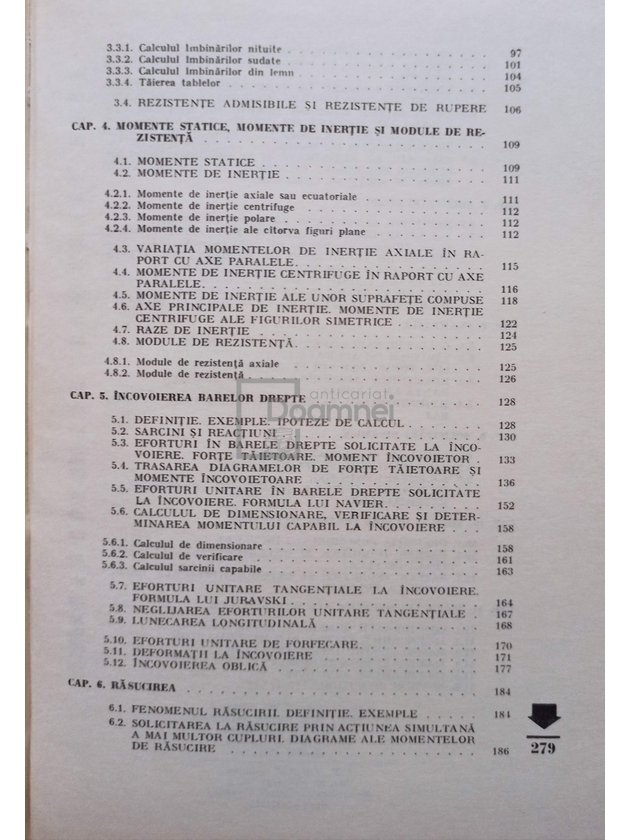 3.3.1. Calculul îmbinărilor nituite . . . . . . . . . . 97
3.3.2. Calculul îmbinărilor sudate . . . . . . . . . . 101
3.3.3. Calculul îmbinărilor din lemn . . . . . . . . . . 104
3.3.4. Tăierea tablelor . . . . . . . . . . 105
3.4. REZISTENȚE ADMISIBILE ȘI REZISTENȚE DE RUPERE 106
CAP. 4. MOMENTE STATICE, MOMENTE DE INERȚIE ȘI MODULE DE RE-
ZISTENȚĂ . . . . . . . . . . 109
4.1. MOMENTE STATICE . . . . . . . . . . 109
4.2. MOMENTE DE INERȚIE . . . . . . . . . . 111
4.2.1. Momente de inerție axiale sau ecuatoriale . . . . . . . . . . 111
4.2.2. Momente de inerție centrifuge . . . . . . . . . . 112
4.2.3. Momente de inerție polare . . . . . . . . . . 112
4.2.4. Momente de inerție ale cîtorva figuri plane . . . . . . . . . . 112
4.3. VARIAȚIA MOMENTELOR DE INERȚIE AXIALE ÎN RA-
PORT CU AXE PARALELE. . . . . . . . . . 115
4.4. MOMENTE DE INERȚIE CENTRIFUGE ÎN RAPORT CU AXE
PARALELE. . . . . . . . . . 116
4.5. MOMENTE DE INERȚIE ALE UNOR SUPRAFEȚE COMPUSE 118
4.6. AXE PRINCIPALE DE INERȚIE. MOMENTE DE INERȚIE
CENTRIFUGE ALE FIGURILOR SIMETRICE . . . . . . . . . . 122
4.7. RAZE DE INERȚIE . . . . . . . . . . 124
4.8. MODULE DE REZISTENȚĂ. . . . . . . . . . 125
4.8.1. Module de rezistență axiale . . . . . . . . . . 125
4.8.2. Module de rezistență . . . . . . . . . . 126
anticariat
Doamnei
CAP. 5. ÎNCOVOIEREA BARELOR DREPTE . . . . . . . . . . 128
5.1. DEFINIȚIE. EXEMPLE. IPOTEZE DE CALCUL . . . . . 128
5.2. SARCINI ȘI REACȚIUNI . . . . . . . . . . 130
5.3. EFORTURI ÎN BARELE DREPTE SOLICITATE LA ÎNCO-
VOIERE. FORȚE TĂIETOARE. MOMENT ÎNCOVOIETOR . . 133
5.4. TRASAREA DIAGRAMELOR DE FORȚE TĂIETOARE ȘI
MOMENTE ÎNCOVOIETOARE . . . . . . . . . . 136
5.5. EFORTURI UNITARE ÎN BARELE DREPTE SOLICITATE
LA ÎNCOVOIERE. FORMULA LUI NAVIER. . . . . . . 152
5.6. CALCULUL DE DIMENSIONARE, VERIFICARE ȘI DETER-
MINAREA MOMENTULUI CAPABIL LA ÎNCOVOIERE . . . 158
5.6.1. Calculul de dimensionare . . . . . . . . . . 158
5.6.2. Calculul de verificare . . . . . . . . . . 161
5.6.3. Calculul sarcinii capabile . . . . . . . . . . 163
5.7. EFORTURI UNITARE TANGENȚIALE LA ÎNCOVOIERE.
FORMULA LUI JURAVSKI . . . . . . . . . . 164
5.8. NEGLIJAREA EFORTURILOR UNITARE TANGENȚIALE . 167
5.9. LUNECAREA LONGITUDINALĂ . . . . . . . . . . 168
5.10. EFORTURI UNITARE DE FORFECARE. . . . . . . 170
5.11. DEFORMAȚII LA ÎNCOVOIERE . . . . . . . . . . 171
5.12. ÎNCOVOIEREA OBLICĂ . . . . . . . . . . 177
CAP. 6. RĂSUCIREA . . . . . . . . . . 184
6.1. FENOMENUL RĂSUCIRII. DEFINIȚIE. EXEMPLE . . . . . 184
6.2. SOLICITAREA LA RĂSUCIRE PRIN ACȚIUNEA SIMULTANĂ
A MAI MULTOR CUPLURI. DIAGRAME ALE MOMENTELOR
DE RĂSUCIRE . . . . . . . . . . 186
279